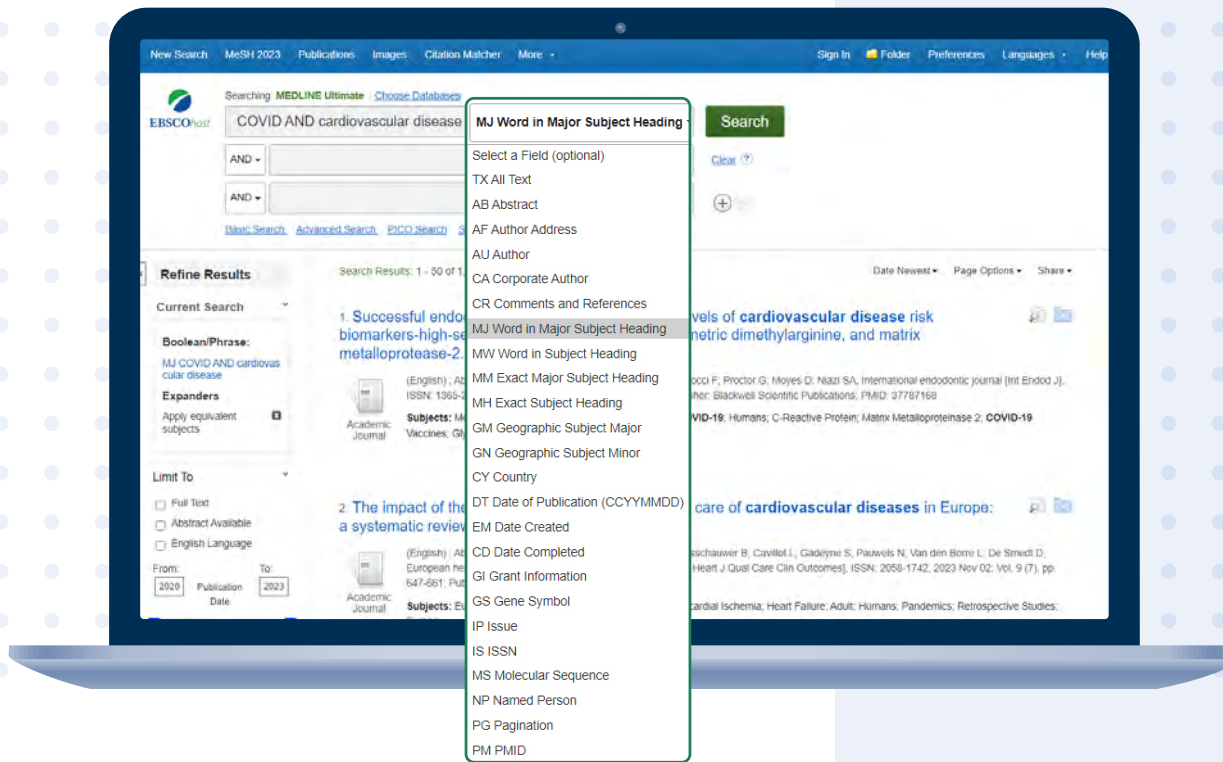 New Search MeSH 2023 Publications Images Citation Matcher More Sign In Folder Preferences Languages Help
Searching MEDLINE Ultimate Choose Databases
EBSCOhost
COVID AND cardiovascular disease MJ Word in Major Subject Heading Search
AND Clear ?
AND
Basic Search Advanced Search PICO Search
Select a Field (optional)
TX All Text
AB Abstract
AF Author Address
AU Author
CA Corporate Author
CR Comments and References
MJ Word in Major Subject Heading
MW Word in Subject Heading
MM Exact Major Subject Heading
MH Exact Subject Heading
GM Geographic Subject Major
GN Geographic Subject Minor
CY Country
DT Date of Publication (CCYYMMDD)
EM Date Created
CD Date Completed
GI Grant Information
GS Gene Symbol
IP Issue
IS ISSN
MS Molecular Sequence
NP Named Person
PG Pagination
PM PMID
Refine Results
Current Search
Boolean/Phrase:
MJ COVID AND cardiovas
cular disease
Expanders
Apply equivalent
subjects
Limit To
Full Text
Abstract Available
English Language
From: To:
2020 Publication 2023
Date
Search Results: 1 - 50 of 1, Date Newest Page Options Share
1. Successful endo vels of cardiovascular disease risk
biomarkers-high-se metric dimethylarginine, and matrix
metalloprotease-2.
(English) ; Ab occi F; Proctor G; Moyes D; Niazi SA, International endodontic journal [Int Endod J],
ISSN: 1365-2 her: Blackwell Scientific Publications; PMID: 37787168
Academic
Journal
Subjects: Me VID-19; Humans; C-Reactive Protein; Matrix Metalloproteinase 2; COVID-19
Vaccines; Gly
2. The impact of the care of cardiovascular diseases in Europe:
a systematic review
(English) ; Ab sschauwer B; Cavillot L; Gadeyne S; Pauwels N; Van den Borre L; De Smedt D;
European he Heart J Qual Care Clin Outcomes], ISSN: 2058-1742, 2023 Nov 02; Vol. 9 (7), pp.
647-661; Pub
Academic
Journal
Subjects: Eu cardial Ischemia; Heart Failure; Adult; Humans; Pandemics; Retrospective Studies;